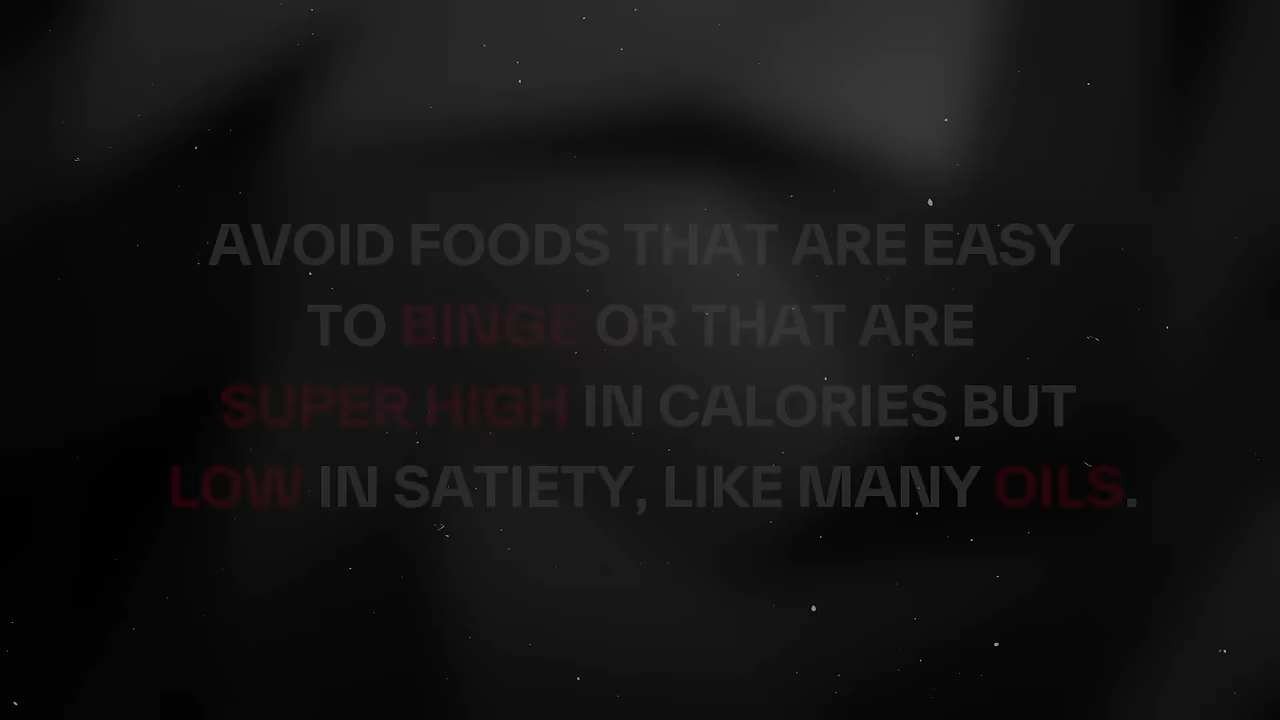 AVOID FOODS THAT ARE EASY
TO BINGE OR THAT ARE
SUPER HIGH IN CALORIES BUT
LOW IN SATIETY, LIKE MANY OILS.